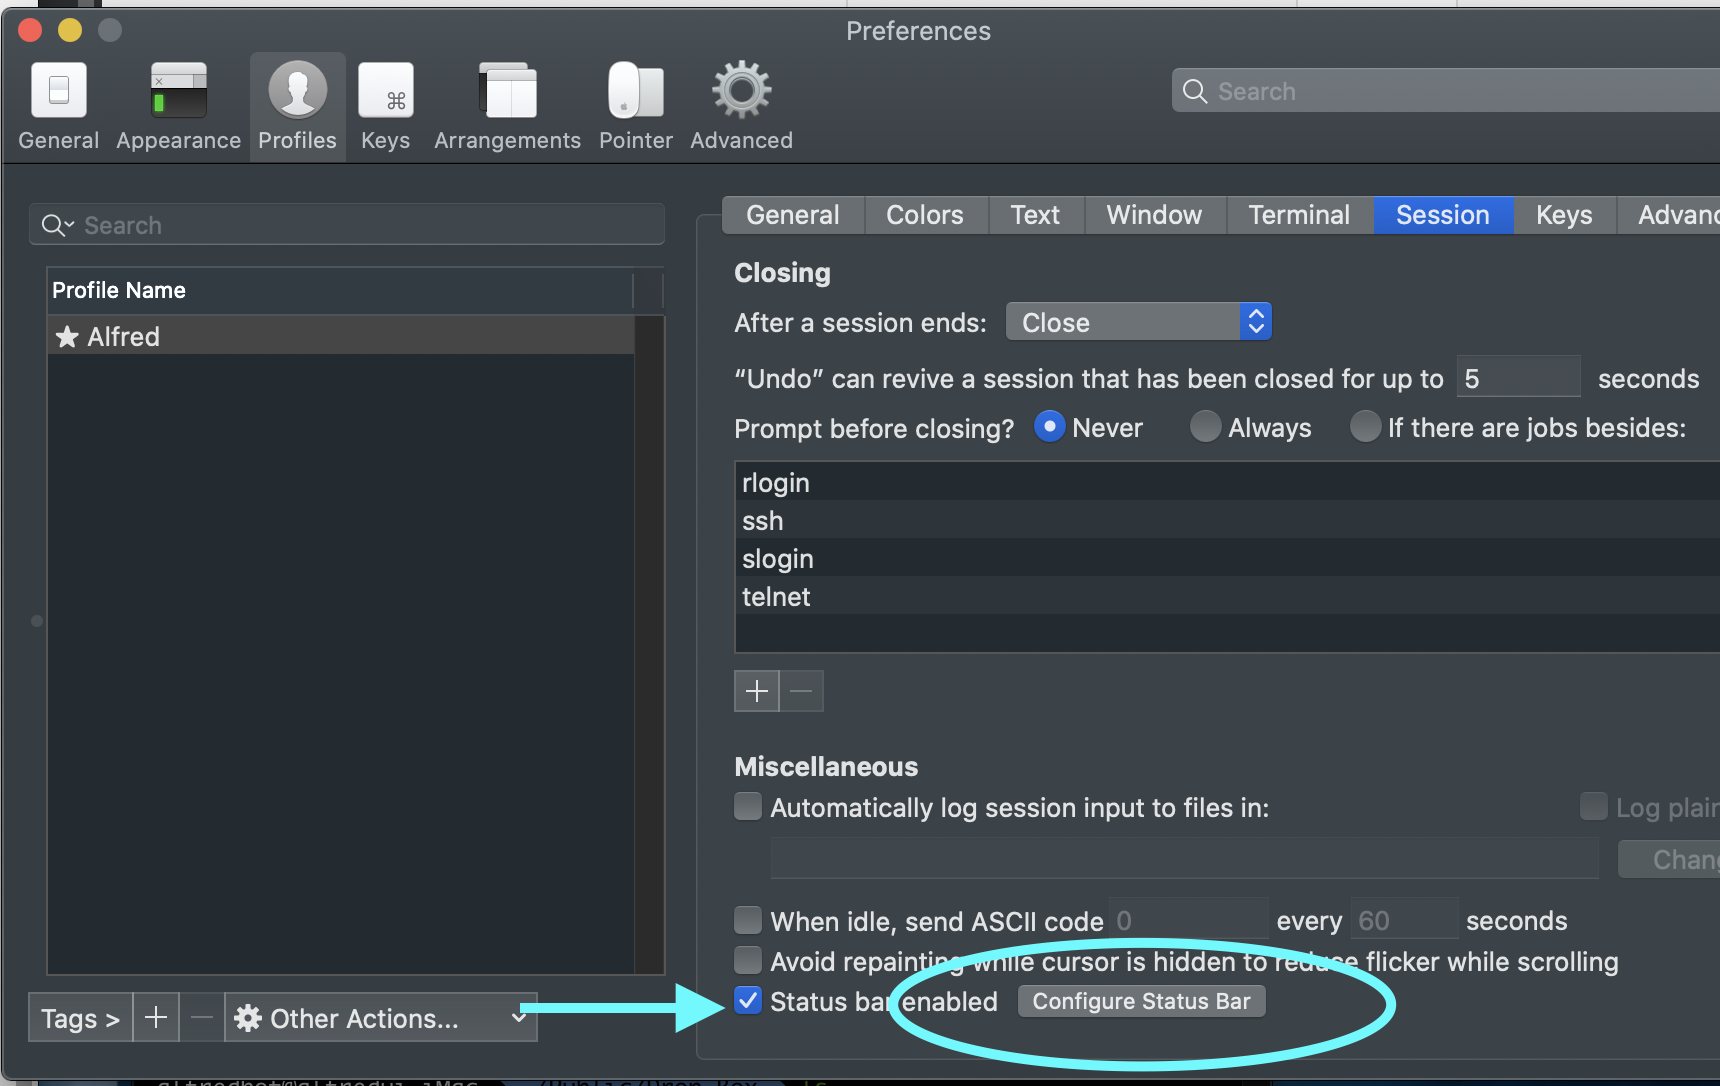 Preferences
General Appearance Profiles Keys Arrangements Pointer Advanced
Search
Search
General Colors Text Window Terminal Session Keys Advanc
Profile Name
Alfred
Closing
After a session ends: Close
“Undo” can revive a session that has been closed for up to 5 seconds
Prompt before closing? Never Always If there are jobs besides:
rlogin
ssh
slogin
telnet
Miscellaneous
Automatically log session input to files in: Log plain
Chang
When idle, send ASCII code 0 every 60 seconds
Avoid repainting while cursor is hidden to reduce flicker while scrolling
Status bar enabled Configure Status Bar
Tags > Other Actions...